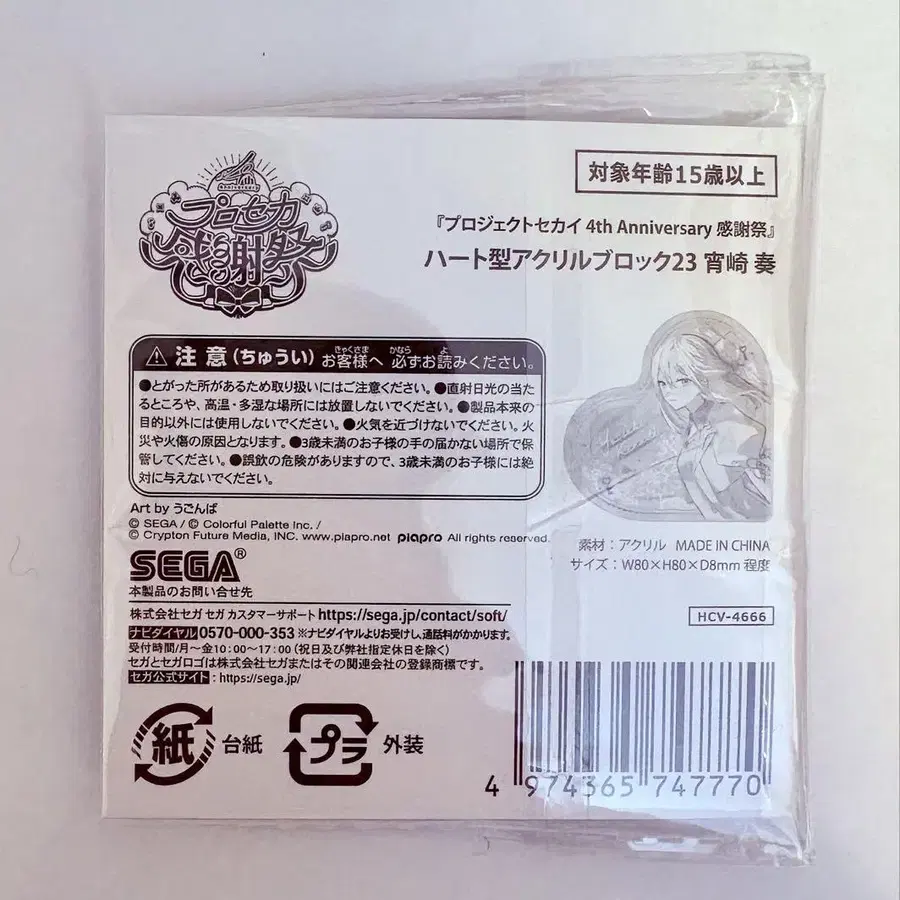 4th
Anniversary
プロセカ
感謝祭
対象年齢15歳以上
『プロジェクトセカイ 4th Anniversary 感謝祭』
ハート型アクリルブロック23 宵崎 奏
⚠ 注意(ちゅうい) お客様へ 必ずお読みください。
きゃくさま かなら よ
●とがった所があるため取り扱いにはご注意ください。●直射日光の当た
るところや、高温・多湿な場所には放置しないでください。●製品本来の
目的以外には使用しないでください。●火気を近づけないでください。火
災や火傷の原因となります。●3歳未満のお子様の手の届かない場所で保
管してください。●誤飲の危険がありますので、3歳未満のお子様には絶
対に与えないでください。
Art by うごんば
© SEGA / © Colorful Palette Inc. /
© Crypton Future Media, INC. www.piapro.net piapro All rights reserved.
素材：アクリル MADE IN CHINA
サイズ：W80×H80×D8mm 程度
SEGA®
本製品のお問い合せ先
HCV-4666
株式会社セガ セガ カスタマーサポート https://sega.jp/contact/soft/
ナビダイヤル 0570-000-353 ※ナビダイヤルよりお受けし、通話料がかかります。
受付時間/月～金10:00～17:00(祝日及び弊社指定休日を除く)
セガとセガロゴは株式会社セガまたはその関連会社の登録商標です。
セガ公式サイト：https://sega.jp/
紙 台紙 プラ 外装
4 974365 747770